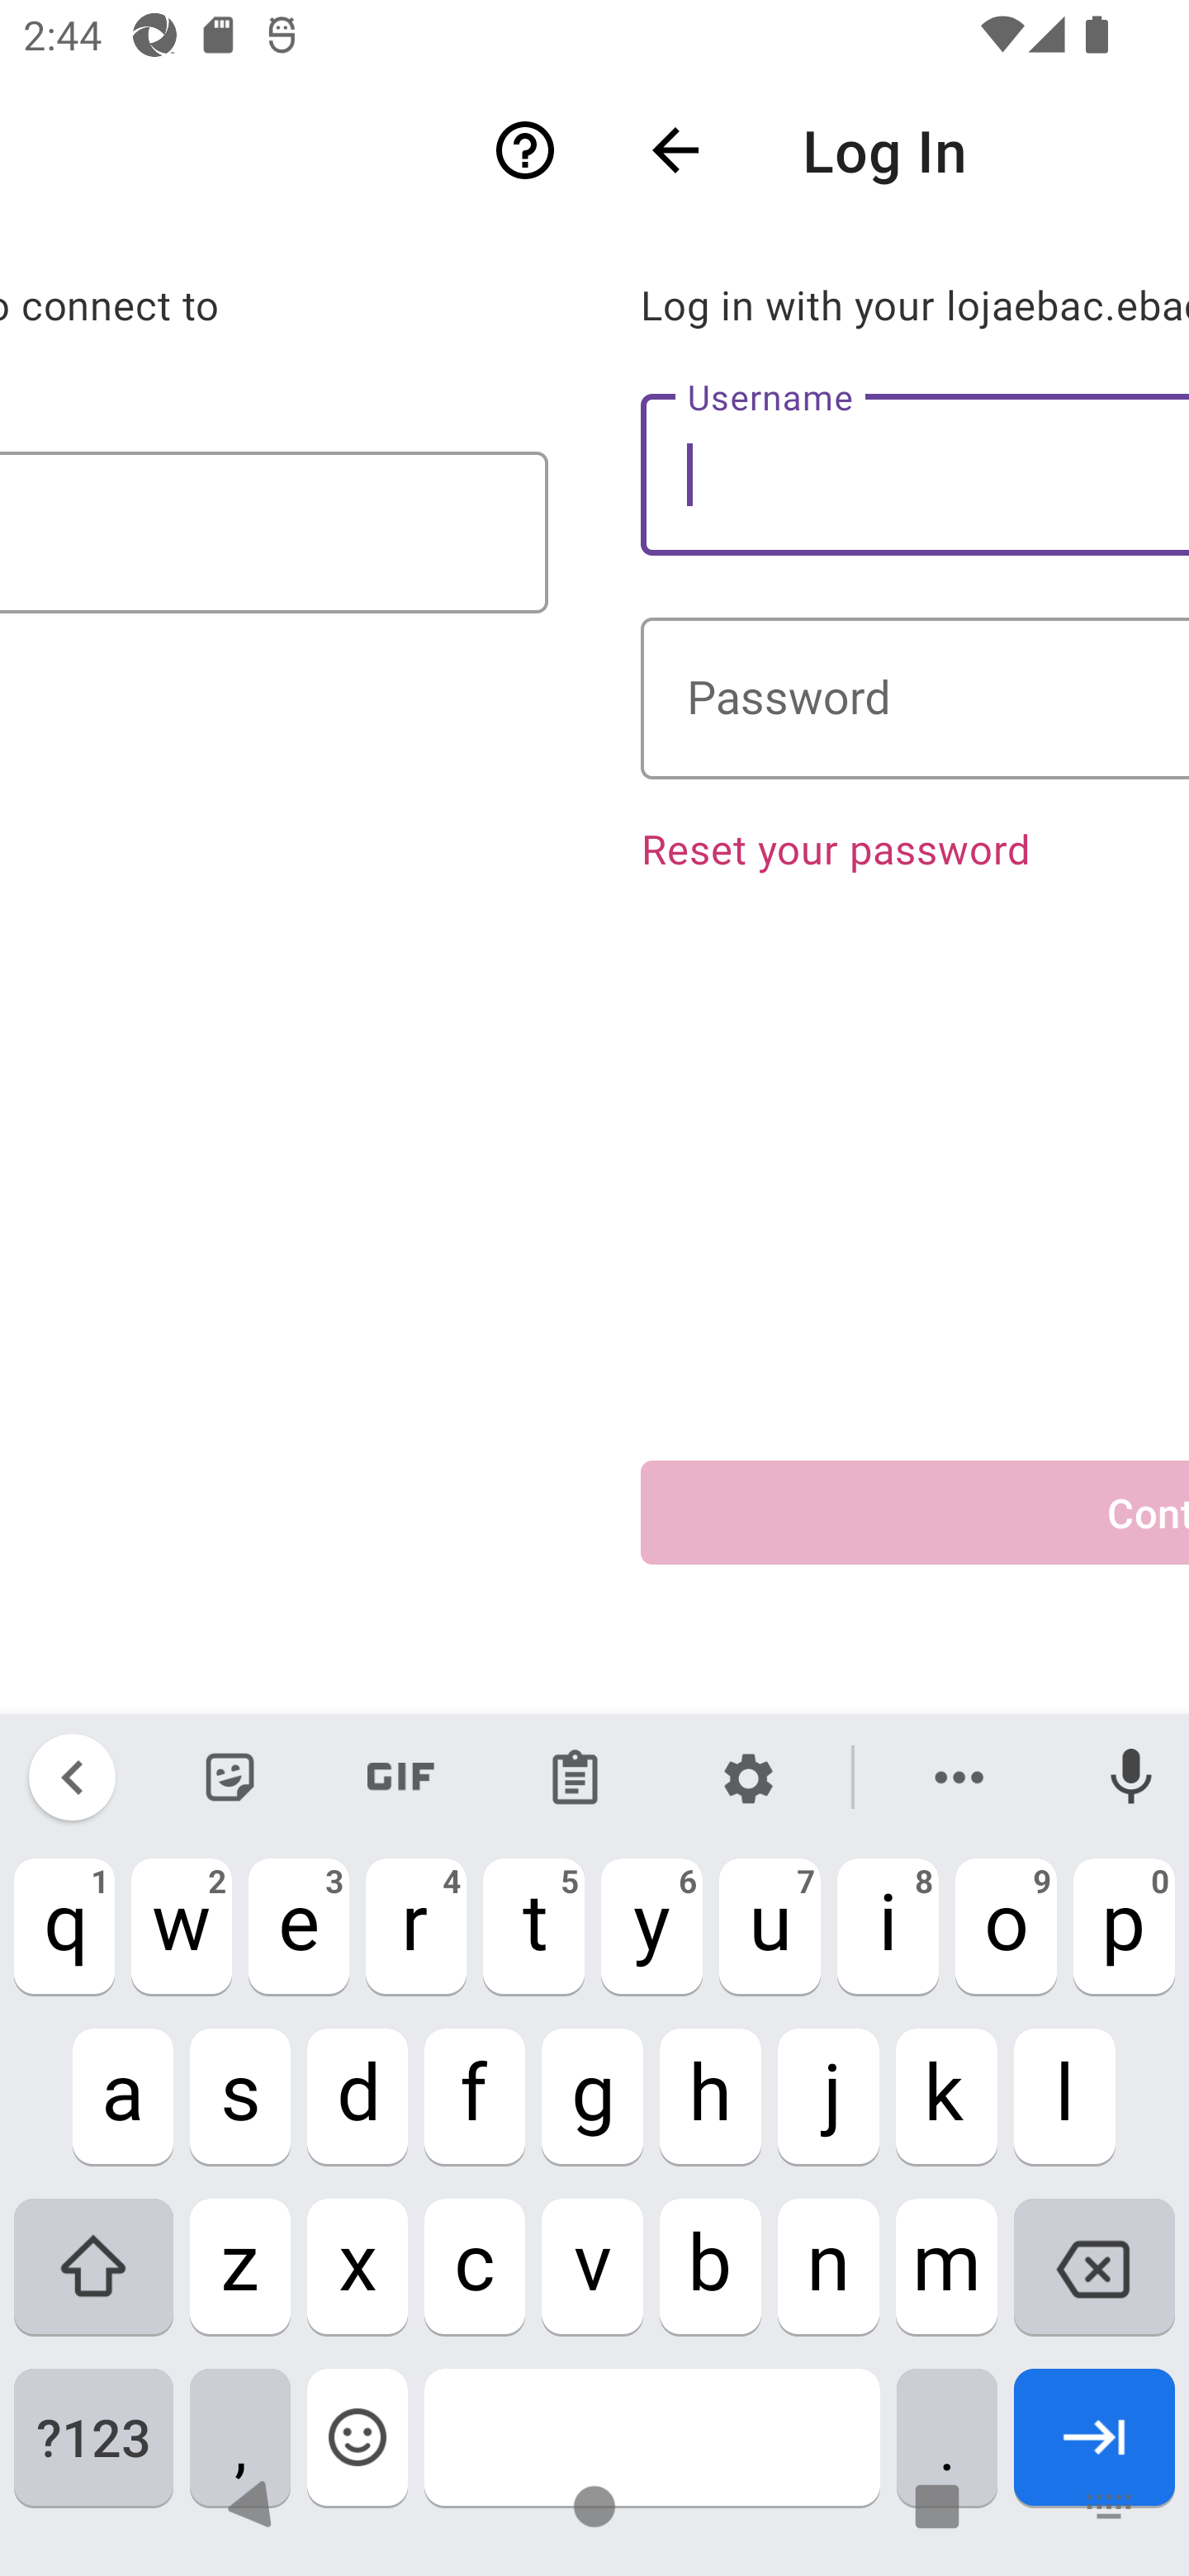 2:44
Log In
o connect to
Log in with your lojaebac.ebac
Username
Password
Reset your password
Cont
GIF
1 2 3 4 5 6 7 8 9 0
q w e r t y u i o p
a s d f g h j k l
z x c v b n m
?123 , .